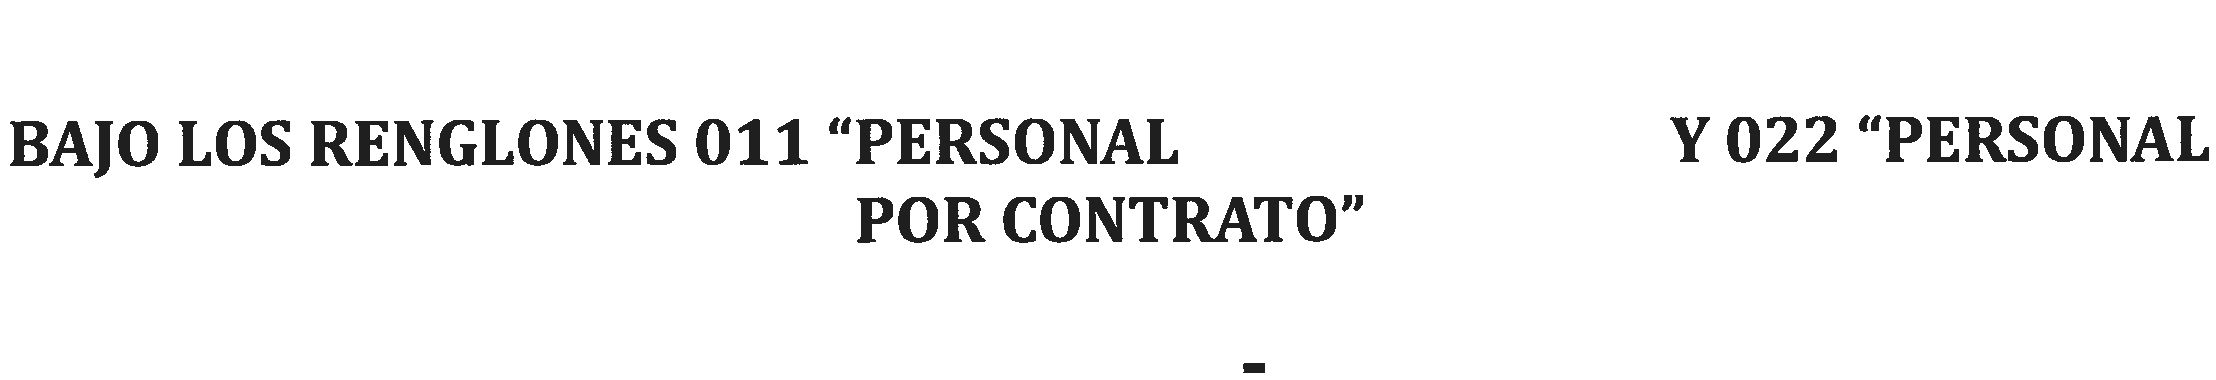 BAJO LOS RENGLONES 011 “PERSONAL Y 022 “PERSONAL
POR CONTRATO”
-